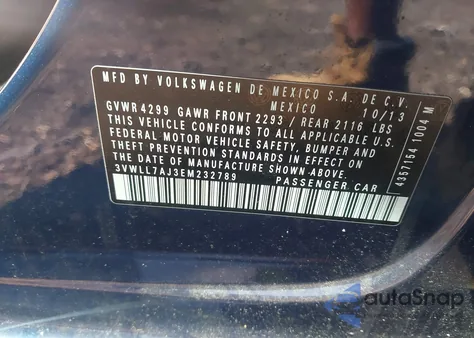 MFD BY VOLKSWAGEN DE MEXICO S.A. DE C.V.
MEXICO 10/13
GVWR 4299 GAWR FRONT 2293 / REAR 2116 LBS
THIS VEHICLE CONFORMS TO ALL APPLICABLE U.S.
FEDERAL MOTOR VEHICLE SAFETY, BUMPER AND
THEFT PREVENTION STANDARDS IN EFFECT ON
THE DATE OF MANUFACTURE SHOWN ABOVE.
3VWLL7AJ3EM232789 PASSENGER CAR
4357154 1004 M
autoSnap